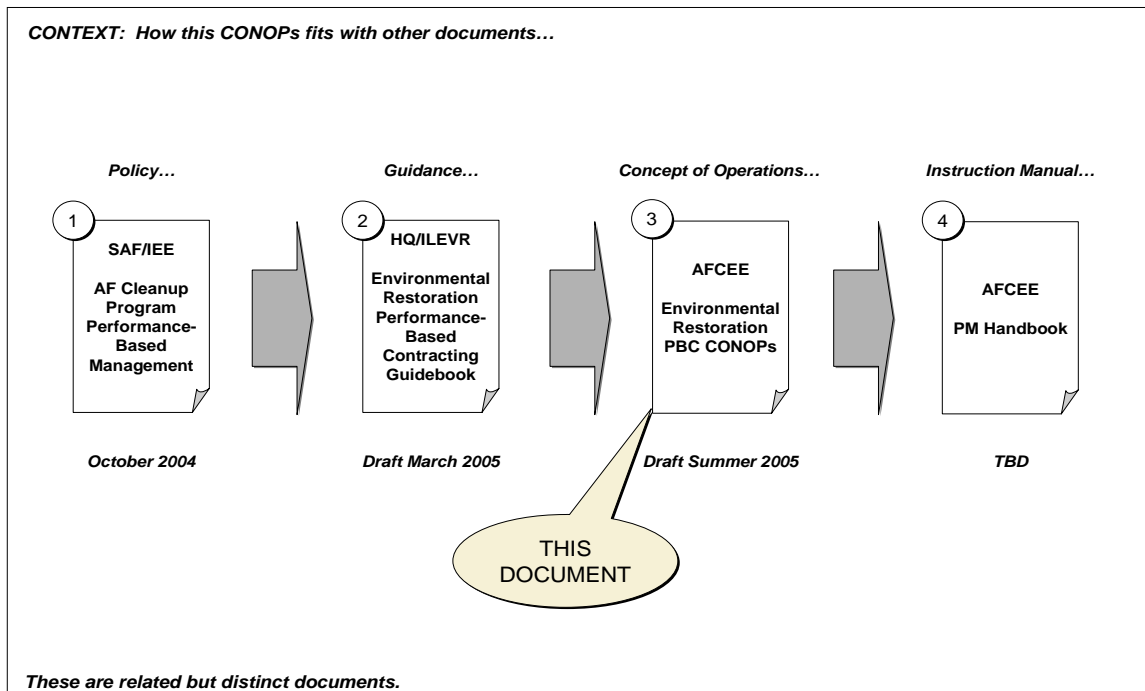 CONTEXT:  How this CONOPs fits with other documents…
Policy…
Guidance…
Concept of Operations…
Instruction Manual…
1
SAF/IEE
AF Cleanup
Program
Performance-
Based
Management
2
HQ/ILEVR
Environmental
Restoration
Performance-
Based
Contracting
Guidebook
3
AFCEE
Environmental
Restoration
PBC CONOPs
4
AFCEE
PM Handbook
October 2004
Draft March 2005
Draft Summer 2005
TBD
THIS
DOCUMENT
These are related but distinct documents.